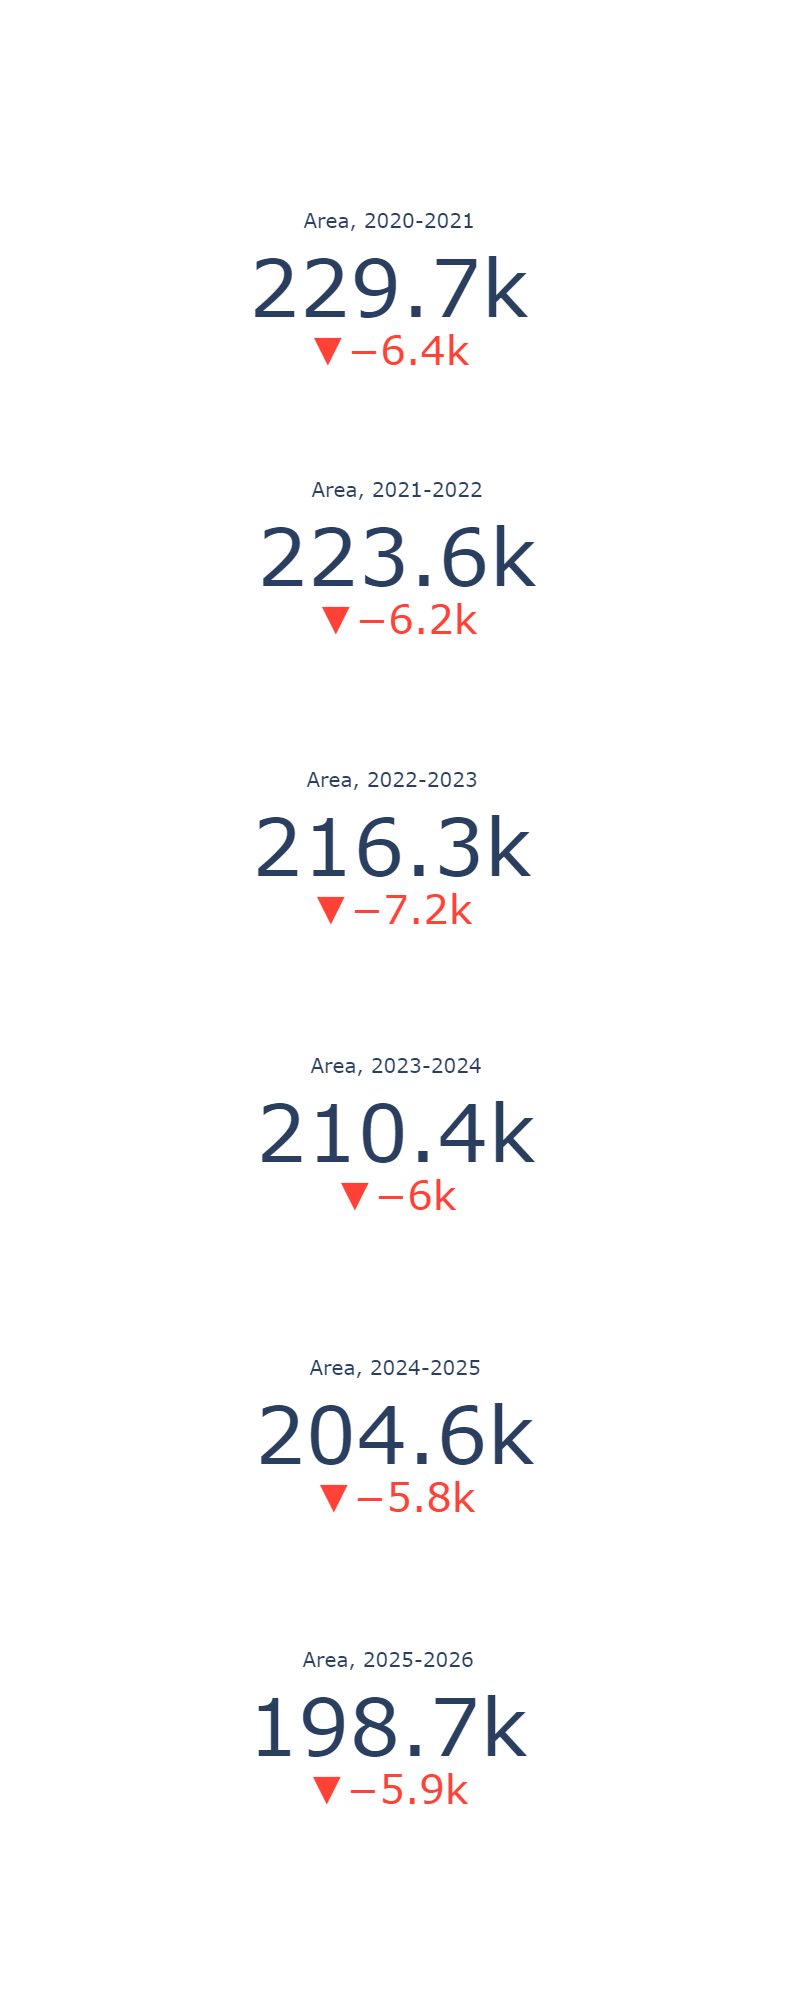 Area, 2020-2021
229.7k
▼−6.4k
Area, 2021-2022
223.6k
▼−6.2k
Area, 2022-2023
216.3k
▼−7.2k
Area, 2023-2024
210.4k
▼−6k
Area, 2024-2025
204.6k
▼−5.8k
Area, 2025-2026
198.7k
▼−5.9k